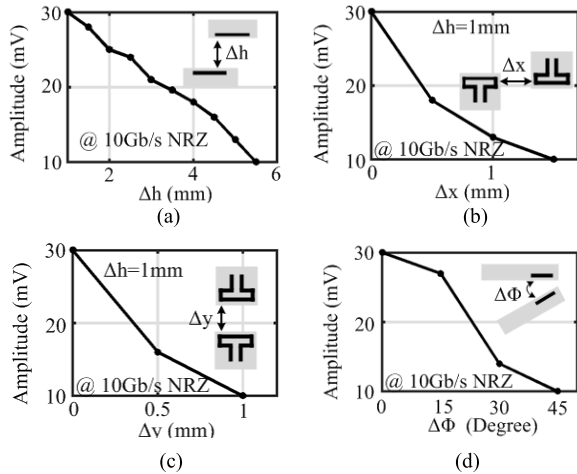 30
20
10
Amplitude (mV)
Δh
@ 10Gb/s NRZ
2 4 6
Δh (mm)
(a)
30
20
10
Amplitude (mV)
Δh=1mm
Δx
@ 10Gb/s NRZ
0 1
Δx (mm)
(b)
30
20
10
Amplitude (mV)
Δh=1mm
Δy
@ 10Gb/s NRZ
0 0.5 1
Δy (mm)
(c)
30
20
10
Amplitude (mV)
ΔΦ
@ 10Gb/s NRZ
0 15 30 45
ΔΦ (Degree)
(d)